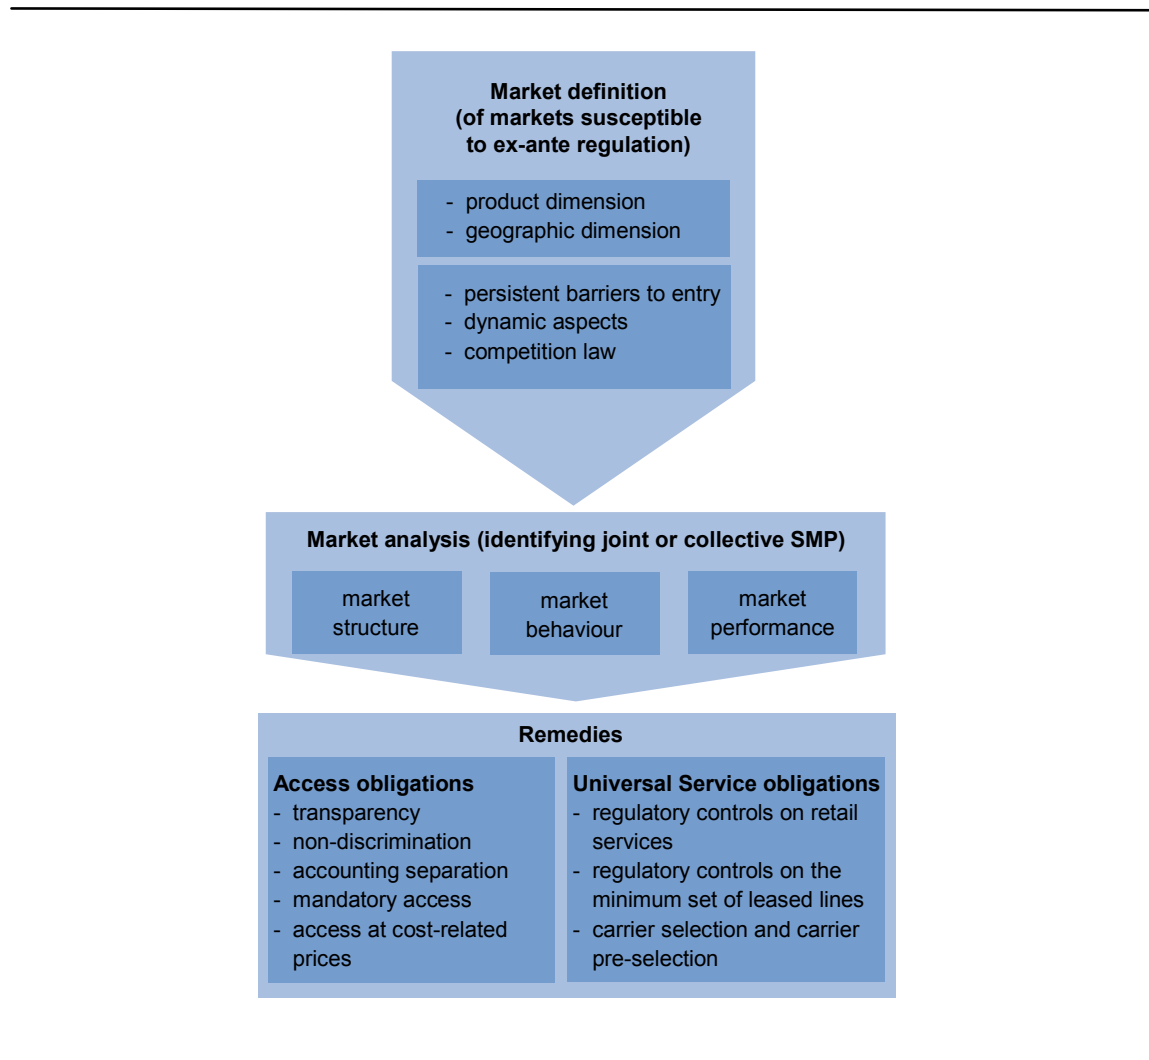 Market definition
(of markets susceptible
to ex-ante regulation)
- product dimension
- geographic dimension
- persistent barriers to entry
- dynamic aspects
- competition law
Market analysis (identifying joint or collective SMP)
market
structure
market
behaviour
market
performance
Remedies
Access obligations
- transparency
- non-discrimination
- accounting separation
- mandatory access
- access at cost-related
prices
Universal Service obligations
- regulatory controls on retail
services
- regulatory controls on the
minimum set of leased lines
- carrier selection and carrier
pre-selection